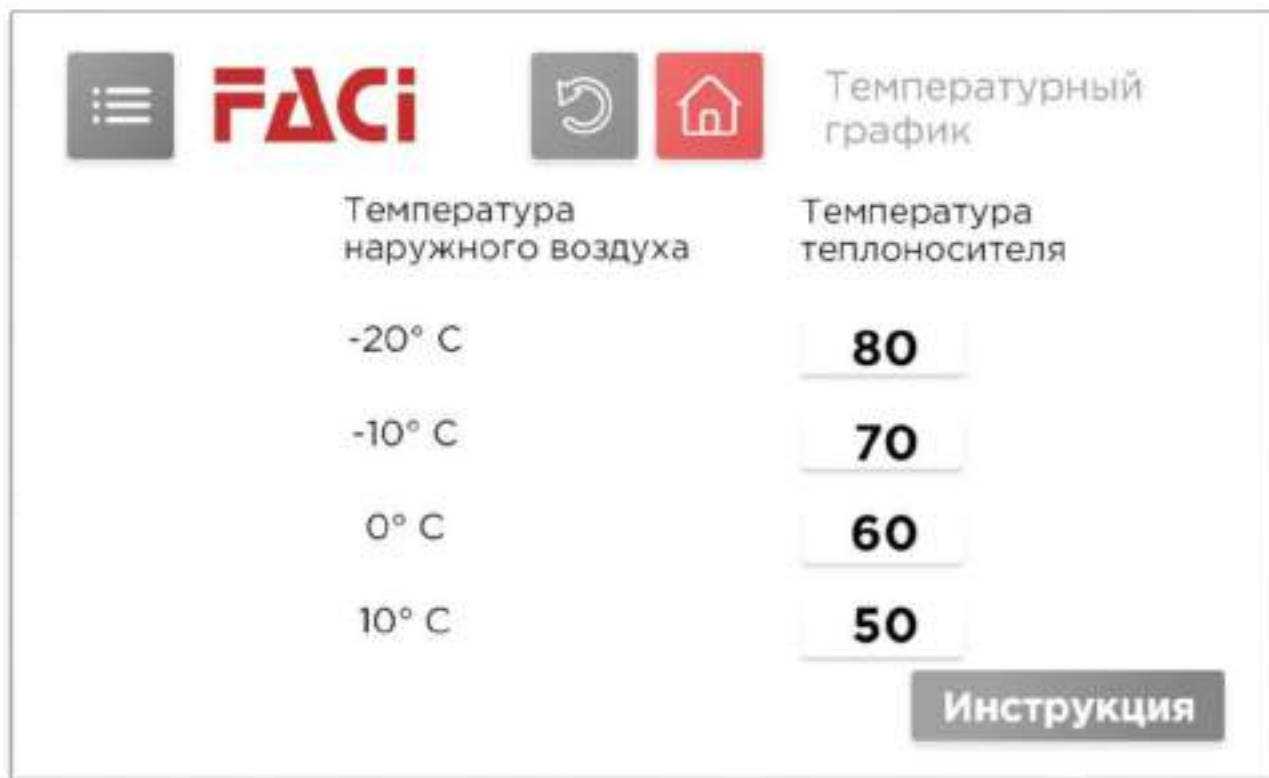 FACi
Температурный
график
Температура
наружного воздуха
Температура
теплоносителя
-20° C
80
-10° C
70
0° C
60
10° C
50
Инструкция